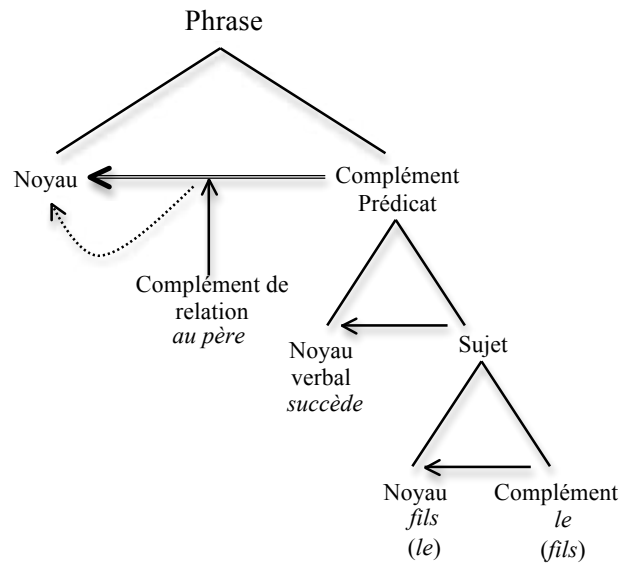 Phrase
Noyau
Complément
Prédicat
Complément de
relation
au père
Noyau
verbal
succède
Sujet
Noyau
fils
(le)
Complément
le
(fils)